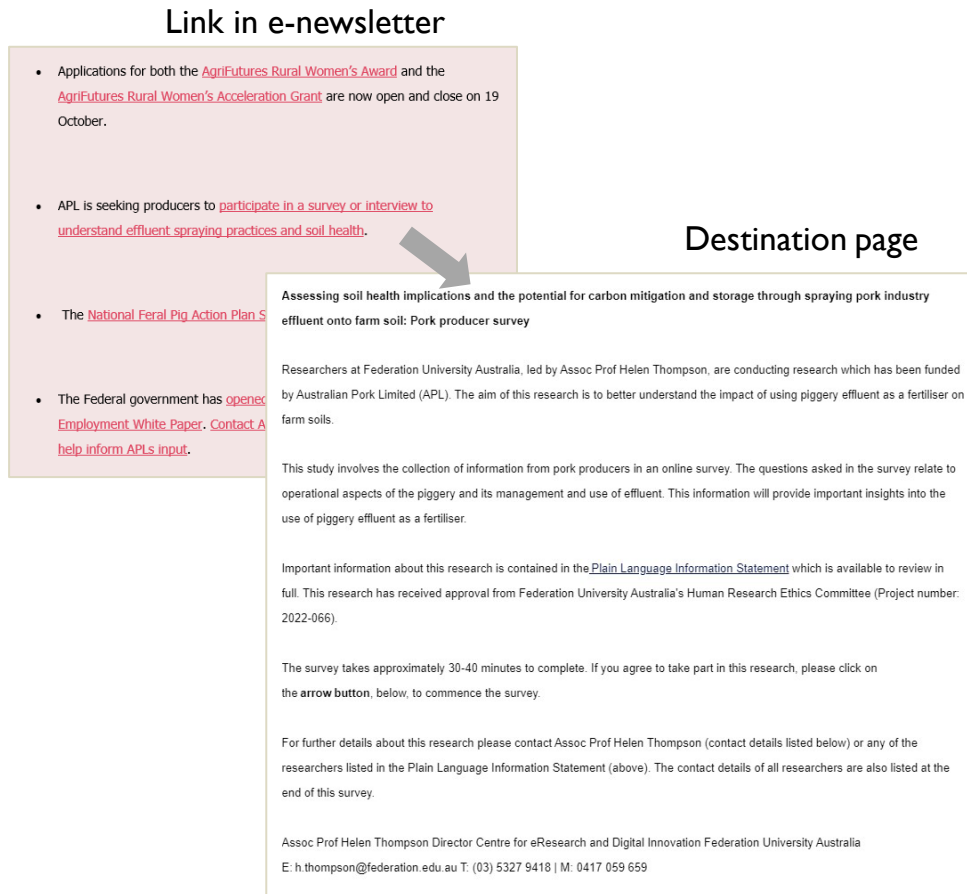 Link in e-newsletter
• Applications for both the AgriFutures Rural Women's Award and the
AgriFutures Rural Women's Acceleration Grant are now open and close on 19
October.
• APL is seeking producers to participate in a survey or interview to
understand effluent spraying practices and soil health.
• The National Feral Pig Action Plan S
• The Federal government has opened
Employment White Paper. Contact A
help inform APLs input.
Destination page
Assessing soil health implications and the potential for carbon mitigation and storage through spraying pork industry
effluent onto farm soil: Pork producer survey
Researchers at Federation University Australia, led by Assoc Prof Helen Thompson, are conducting research which has been funded
by Australian Pork Limited (APL). The aim of this research is to better understand the impact of using piggery effluent as a fertiliser on
farm soils.
This study involves the collection of information from pork producers in an online survey. The questions asked in the survey relate to
operational aspects of the piggery and its management and use of effluent. This information will provide important insights into the
use of piggery effluent as a fertiliser.
Important information about this research is contained in the Plain Language Information Statement which is available to review in
full. This research has received approval from Federation University Australia's Human Research Ethics Committee (Project number:
2022-066).
The survey takes approximately 30-40 minutes to complete. If you agree to take part in this research, please click on
the arrow button, below, to commence the survey.
For further details about this research please contact Assoc Prof Helen Thompson (contact details listed below) or any of the
researchers listed in the Plain Language Information Statement (above). The contact details of all researchers are also listed at the
end of this survey.
Assoc Prof Helen Thompson Director Centre for eResearch and Digital Innovation Federation University Australia
E: h.thompson@federation.edu.au T: (03) 5327 9418 | M: 0417 059 659